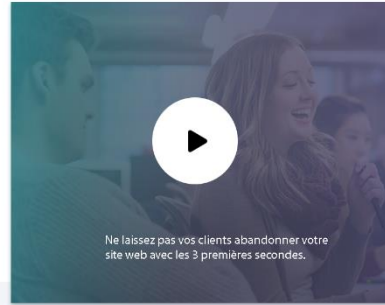 Ne laissez pas vos clients abandonner votre
site web avec les 3 premières secondes.